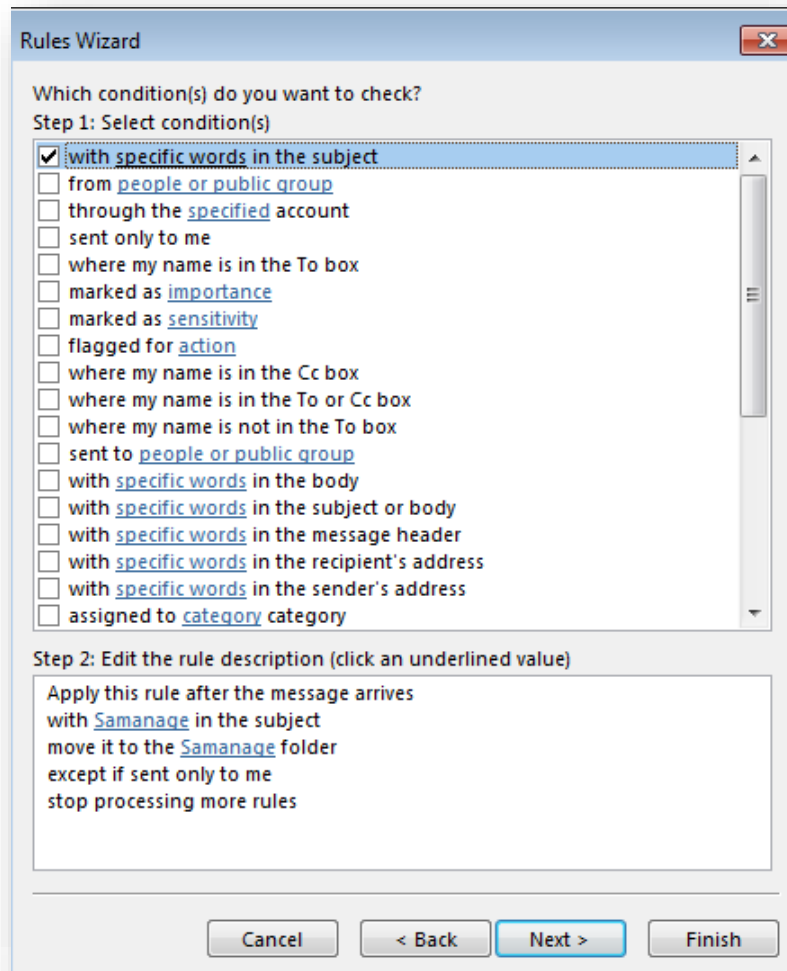 Rules Wizard
Which condition(s) do you want to check?
Step 1: Select condition(s)
with specific words in the subject
from people or public group
through the specified account
sent only to me
where my name is in the To box
marked as importance
marked as sensitivity
flagged for action
where my name is in the Cc box
where my name is in the To or Cc box
where my name is not in the To box
sent to people or public group
with specific words in the body
with specific words in the subject or body
with specific words in the message header
with specific words in the recipient's address
with specific words in the sender's address
assigned to category category
Step 2: Edit the rule description (click an underlined value)
Apply this rule after the message arrives
with Samanage in the subject
move it to the Samanage folder
except if sent only to me
stop processing more rules
Cancel < Back Next > Finish